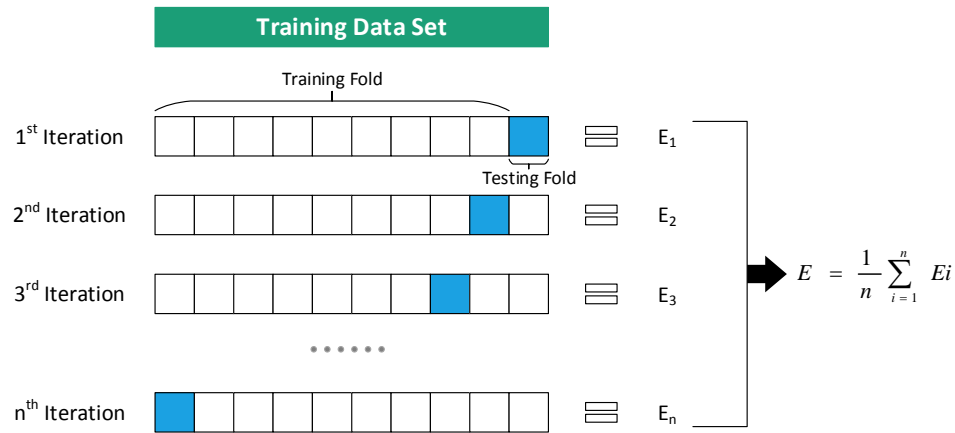 Training Data Set
Training Fold
1st Iteration
E1
Testing Fold
2nd Iteration
E2
3rd Iteration
E3
......
nth Iteration
En
E = 1/n ∑ i = 1 n Ei